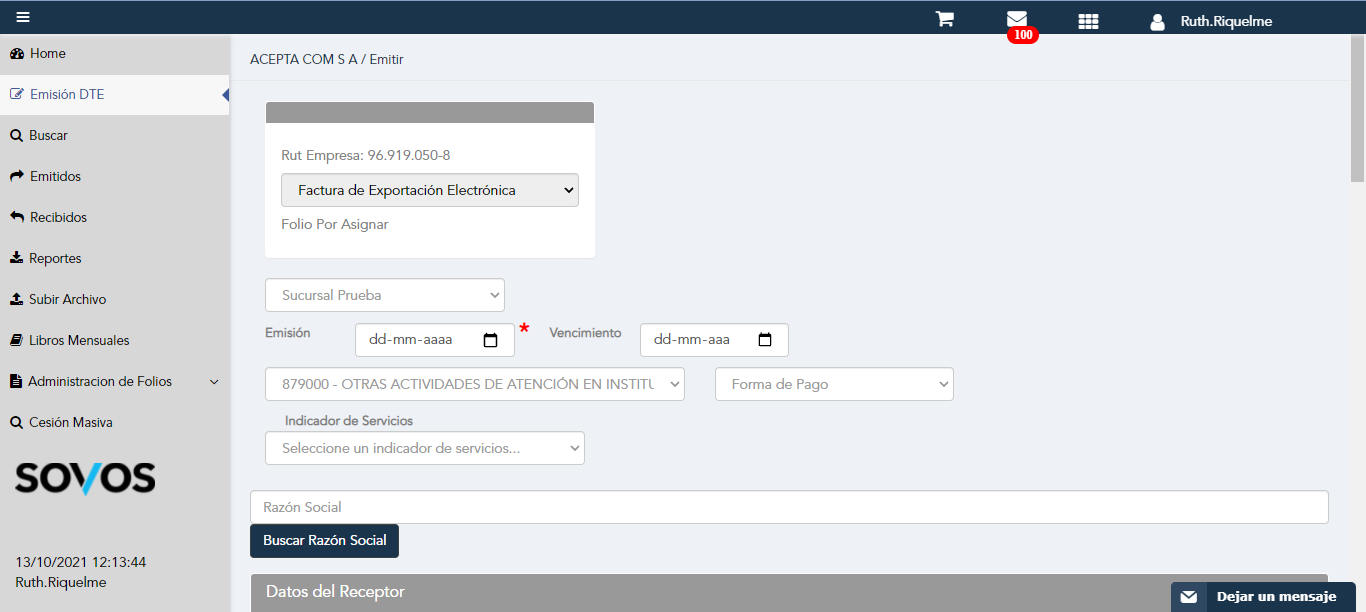 Ruth.Riquelme
100
Home
Emisión DTE
Buscar
Emitidos
Recibidos
Reportes
Subir Archivo
Libros Mensuales
Administracion de Folios
Cesión Masiva
SOVOS
13/10/2021 12:13:44
Ruth.Riquelme
ACEPTA COM S A / Emitir
Rut Empresa: 96.919.050-8
Factura de Exportación Electrónica
Folio Por Asignar
Sucursal Prueba
Emisión dd-mm-aaaa * Vencimiento dd-mm-aaa
879000 - OTRAS ACTIVIDADES DE ATENCIÓN EN INSTITU Forma de Pago
Indicador de Servicios
Seleccione un indicador de servicios...
Razón Social
Buscar Razón Social
Datos del Receptor
Dejar un mensaje